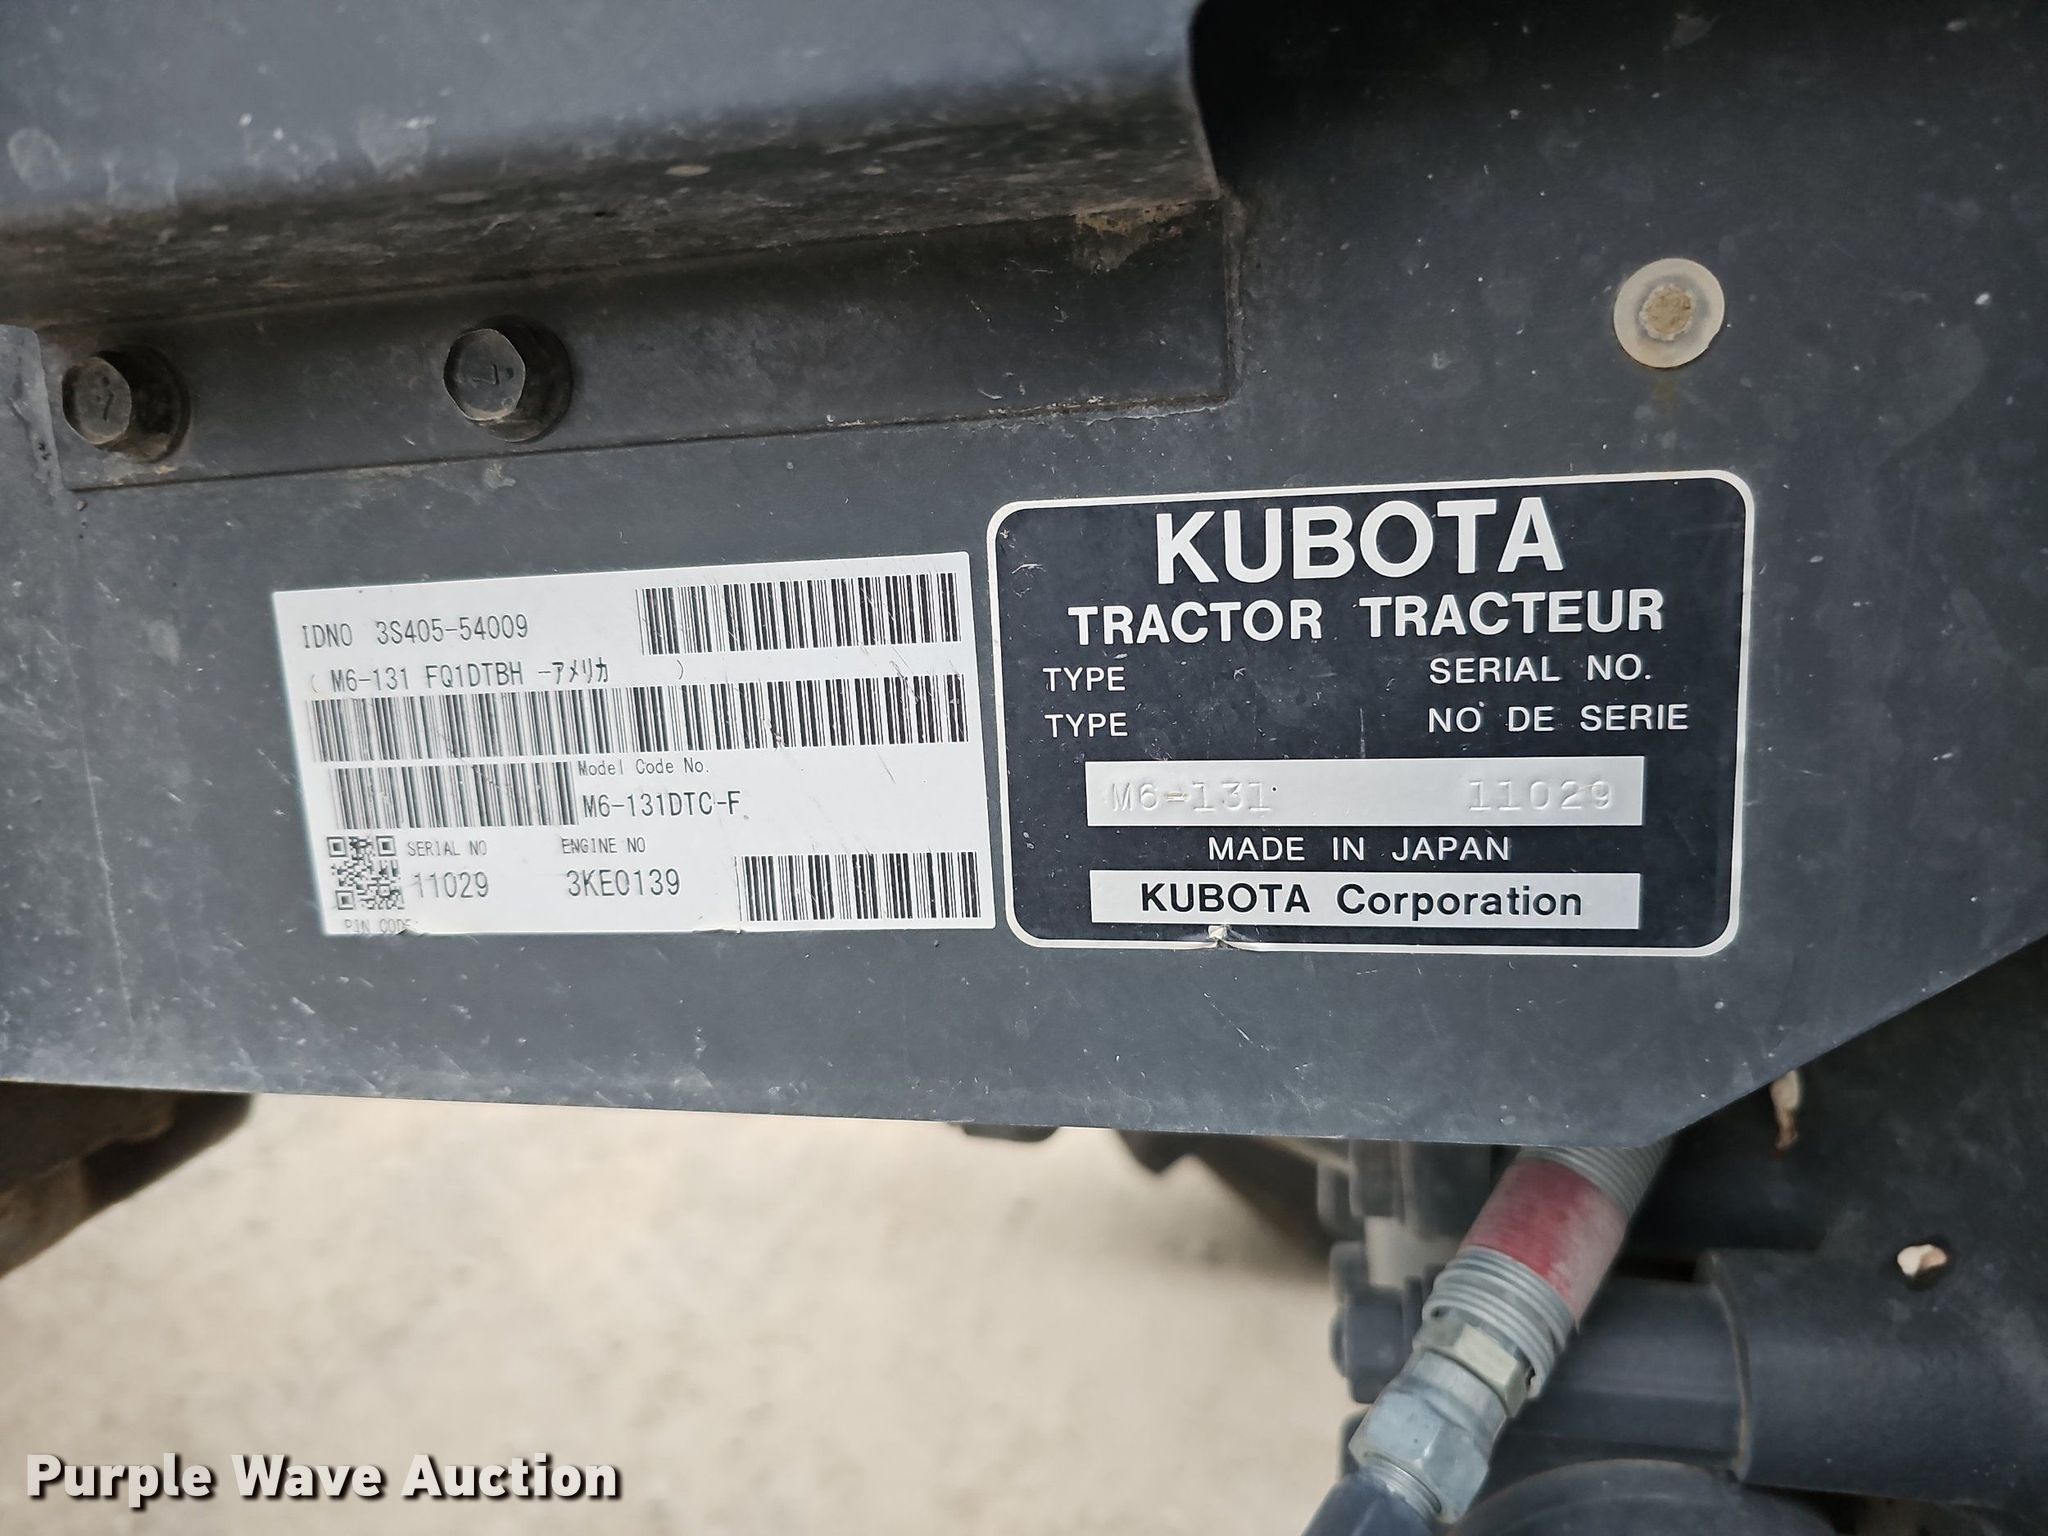 IDNO 3S405-54009
( M6-131 FQ1DTBH -アメリカ )
Model Code No.
M6-131DTC-F
SERIAL NO ENGINE NO
11029 3KE0139
PIN CODE:
KUBOTA
TRACTOR TRACTEUR
TYPE SERIAL NO.
TYPE NO DE SERIE
M6-131 11029
MADE IN JAPAN
KUBOTA Corporation
Purple Wave Auction